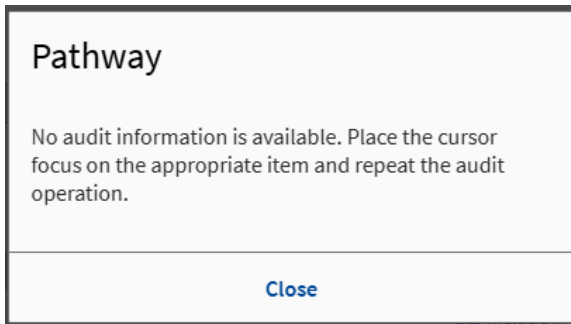 Pathway
No audit information is available. Place the cursor
focus on the appropriate item and repeat the audit
operation.
Close